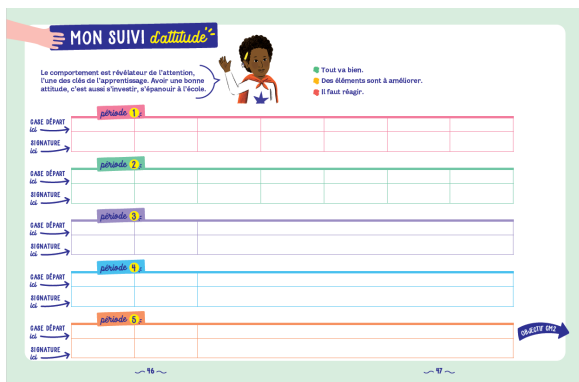 MON SUIVI d'attitude
Le comportement est révélateur de l'attention,
l'une des clés de l'apprentissage. Avoir une bonne
attitude, c'est aussi s'investir, s'épanouir à l'école.
Tout va bien.
Des éléments sont à améliorer.
Il faut réagir.
période 1
CASE DÉPART
ici
SIGNATURE
ici
période 2
CASE DÉPART
ici
SIGNATURE
ici
période 3
CASE DÉPART
ici
SIGNATURE
ici
période 4
CASE DÉPART
ici
SIGNATURE
ici
période 5
CASE DÉPART
ici
SIGNATURE
ici
OBJECTIF CM2
46
47